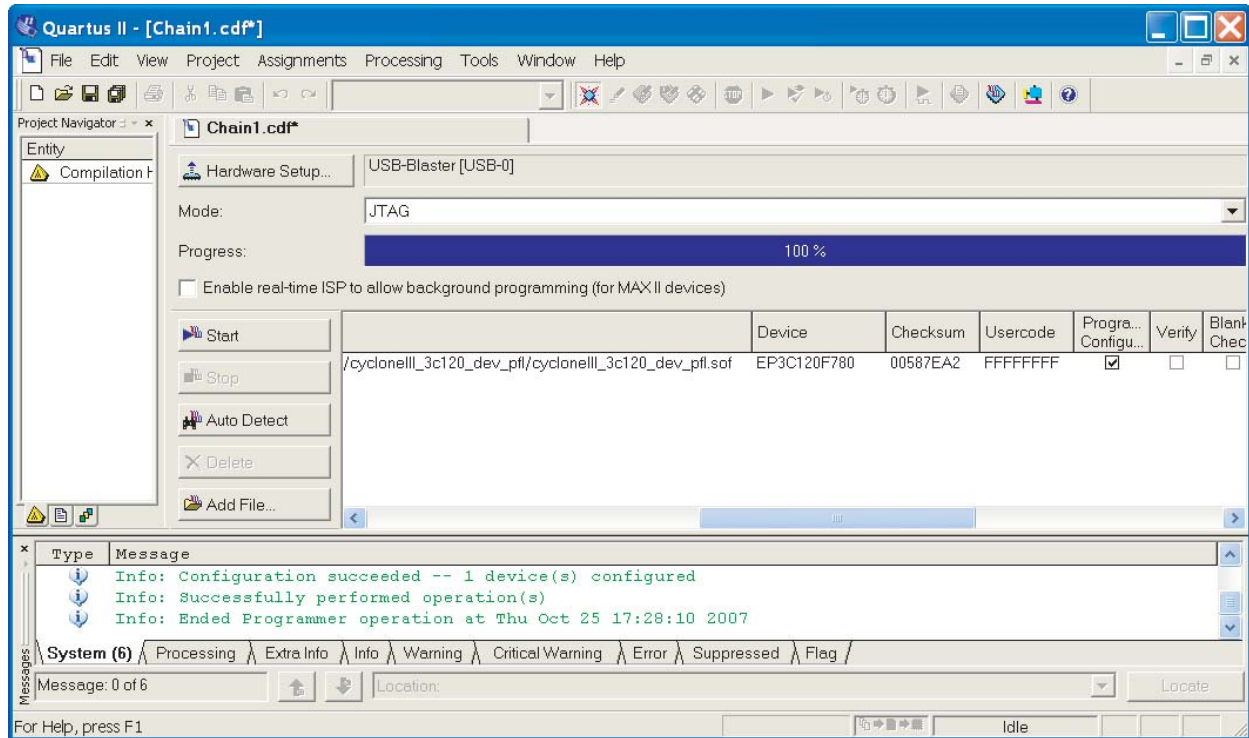 Quartus II - [Chain1.cdf*]
File Edit View Project Assignments Processing Tools Window Help
Project Navigator
Chain1.cdf*
Entity
Compilation H
Hardware Setup...
USB-Blaster [USB-0]
Mode:
JTAG
Progress:
100 %
Enable real-time ISP to allow background programming (for MAX II devices)
Start
Stop
Auto Detect
Delete
Add File...
Device Checksum Usercode Progra... Configu... Verify Blank Chec
/cycloneIII_3c120_dev_pfl/cycloneIII_3c120_dev_pfl.sof EP3C120F780 00587EA2 FFFFFFFF
Type Message
Info: Configuration succeeded -- 1 device(s) configured
Info: Successfully performed operation(s)
Info: Ended Programmer operation at Thu Oct 25 17:28:10 2007
System (6) Processing Extra Info Info Warning Critical Warning Error Suppressed Flag
Messages
Message: 0 of 6
Location:
Locate
For Help, press F1
Idle